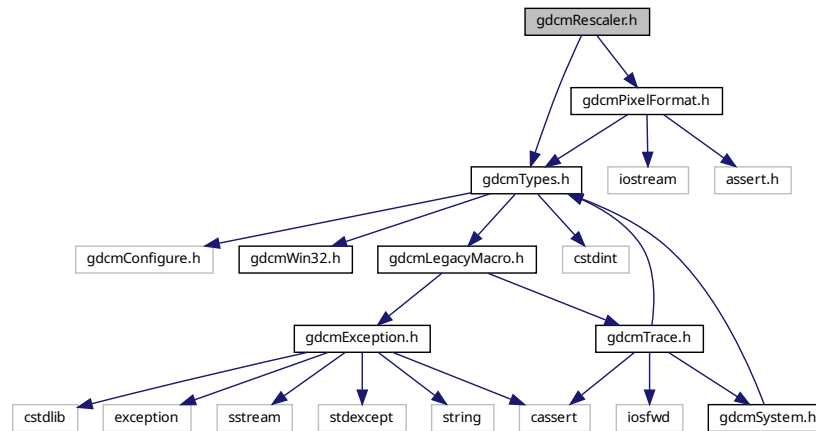 gdcmRescaler.h
gdcmPixelFormat.h
gdcmTypes.h
iostream
assert.h
gdcmConfigure.h
gdcmWin32.h
gdcmLegacyMacro.h
cstdint
gdcmException.h
gdcmTrace.h
cstdlib
exception
sstream
stdexcept
string
cassert
iosfwd
gdcmSystem.h